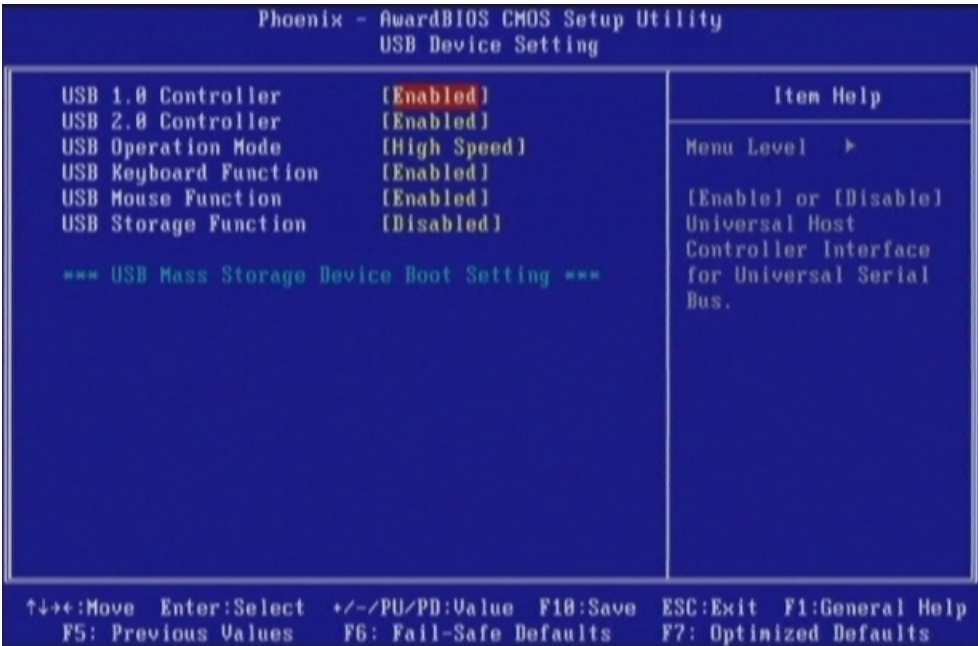 Phoenix - AwardBIOS CMOS Setup Utility
USB Device Setting
USB 1.0 Controller [Enabled]
USB 2.0 Controller [Enabled]
USB Operation Mode [High Speed]
USB Keyboard Function [Enabled]
USB Mouse Function [Enabled]
USB Storage Function [Disabled]
*** USB Mass Storage Device Boot Setting ***
Item Help
Menu Level ▶
[Enable] or [Disable]
Universal Host
Controller Interface
for Universal Serial
Bus.
↑↓→←:Move Enter:Select +/-/PU/PD:Value F10:Save ESC:Exit F1:General Help
F5: Previous Values F6: Fail-Safe Defaults F7: Optimized Defaults